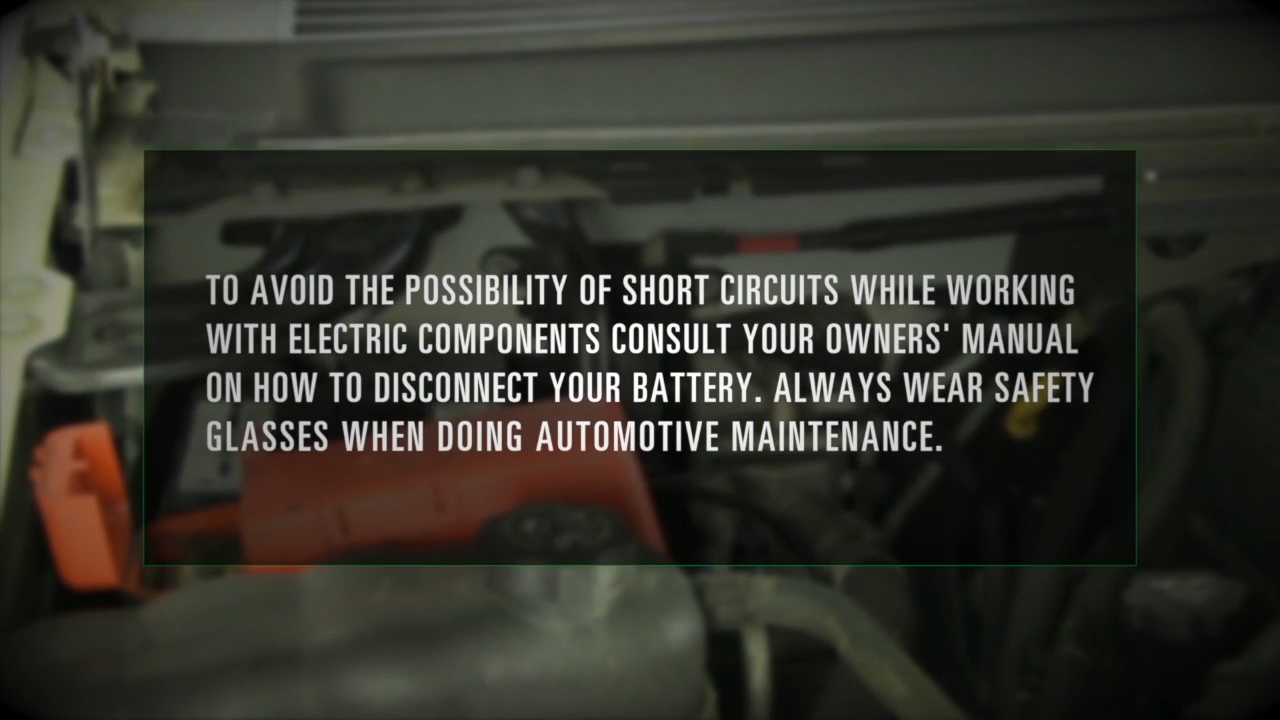 TO AVOID THE POSSIBILITY OF SHORT CIRCUITS WHILE WORKING
WITH ELECTRIC COMPONENTS CONSULT YOUR OWNERS' MANUAL
ON HOW TO DISCONNECT YOUR BATTERY. ALWAYS WEAR SAFETY
GLASSES WHEN DOING AUTOMOTIVE MAINTENANCE.